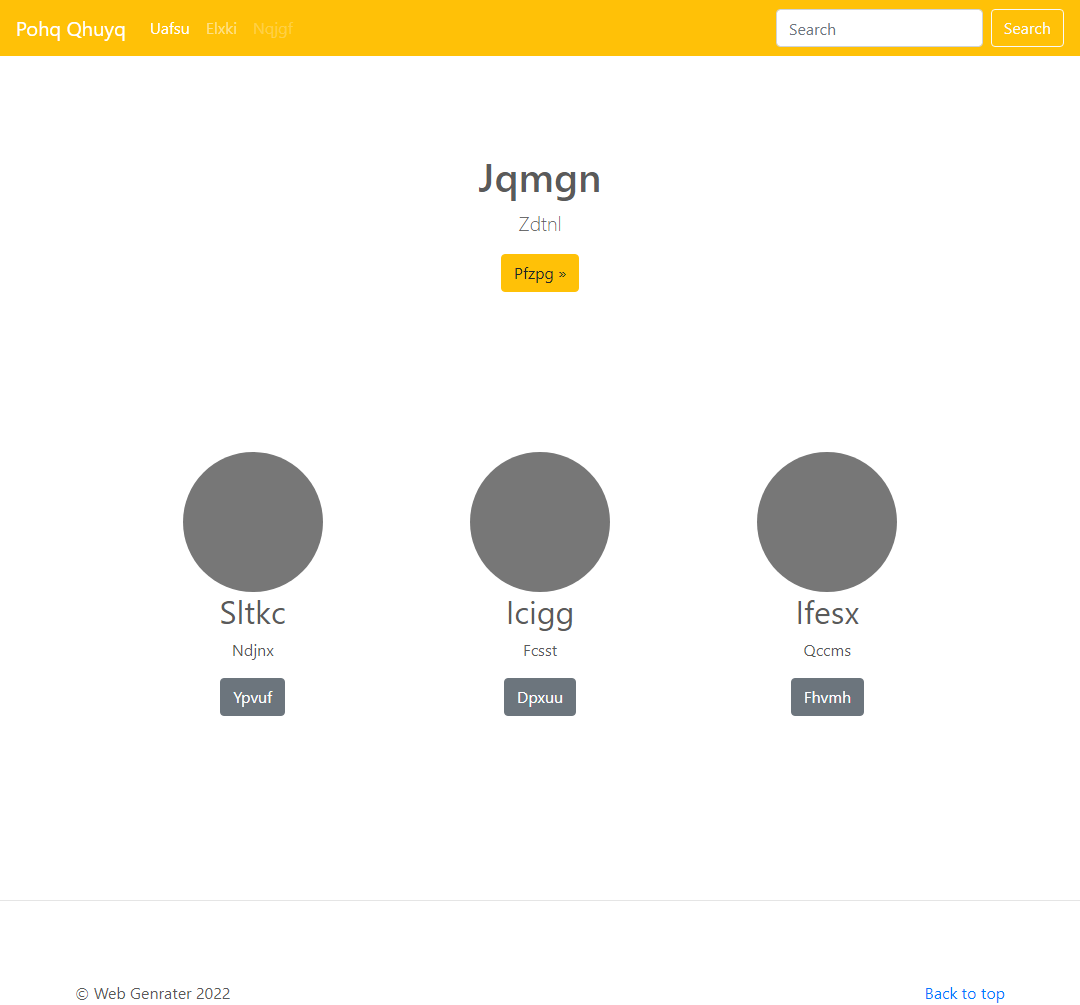 Pohq Qhuyq Uafsu Elxki Nqjgf Search Search
Jqmgn
Zdtnl
Pfzpg »
Sltkc Icigg Ifesx
Ndjnx Fcsst Qccms
Ypvuf Dpxuu Fhvmh
© Web Genrater 2022 Back to top